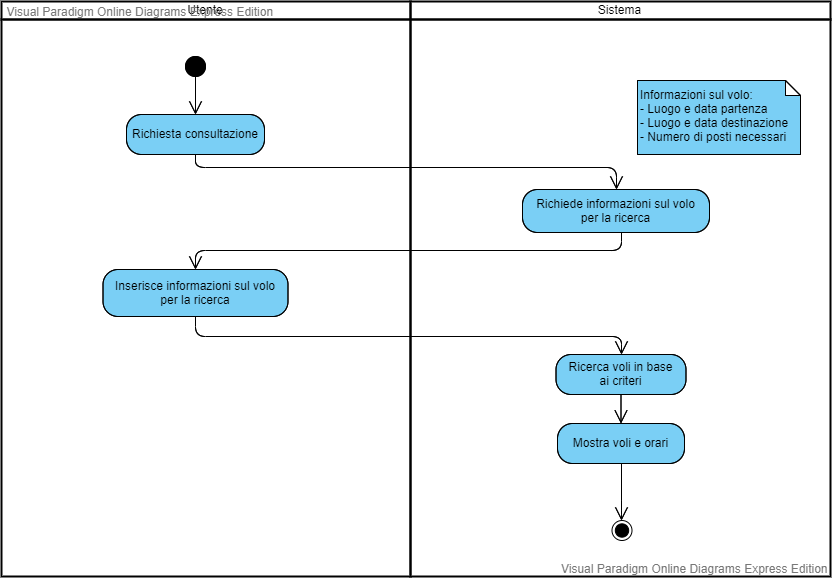 Visual Paradigm Online Diagrams Express Edition
Utente
Sistema
Informazioni sul volo:
- Luogo e data partenza
- Luogo e data destinazione
- Numero di posti necessari
Richiesta consultazione
Richiede informazioni sul volo
per la ricerca
Inserisce informazioni sul volo
per la ricerca
Ricerca voli in base
ai criteri
Mostra voli e orari
Visual Paradigm Online Diagrams Express Edition